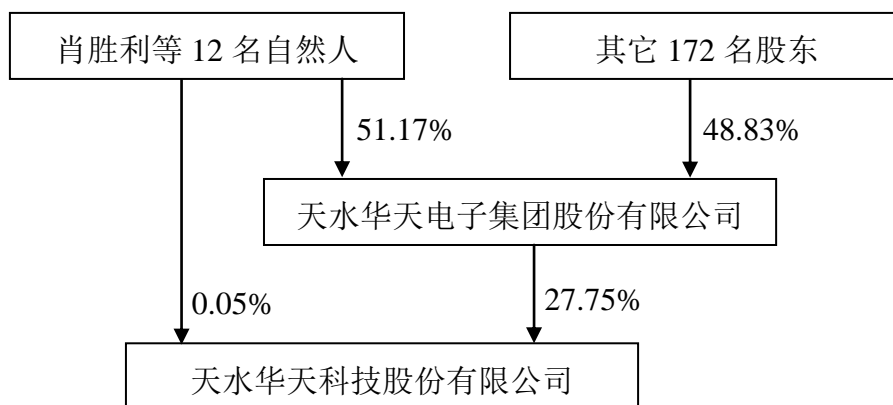 肖胜利等 12 名自然人
其它 172 名股东
51.17%
48.83%
天水华天电子集团股份有限公司
0.05%
27.75%
天水华天科技股份有限公司